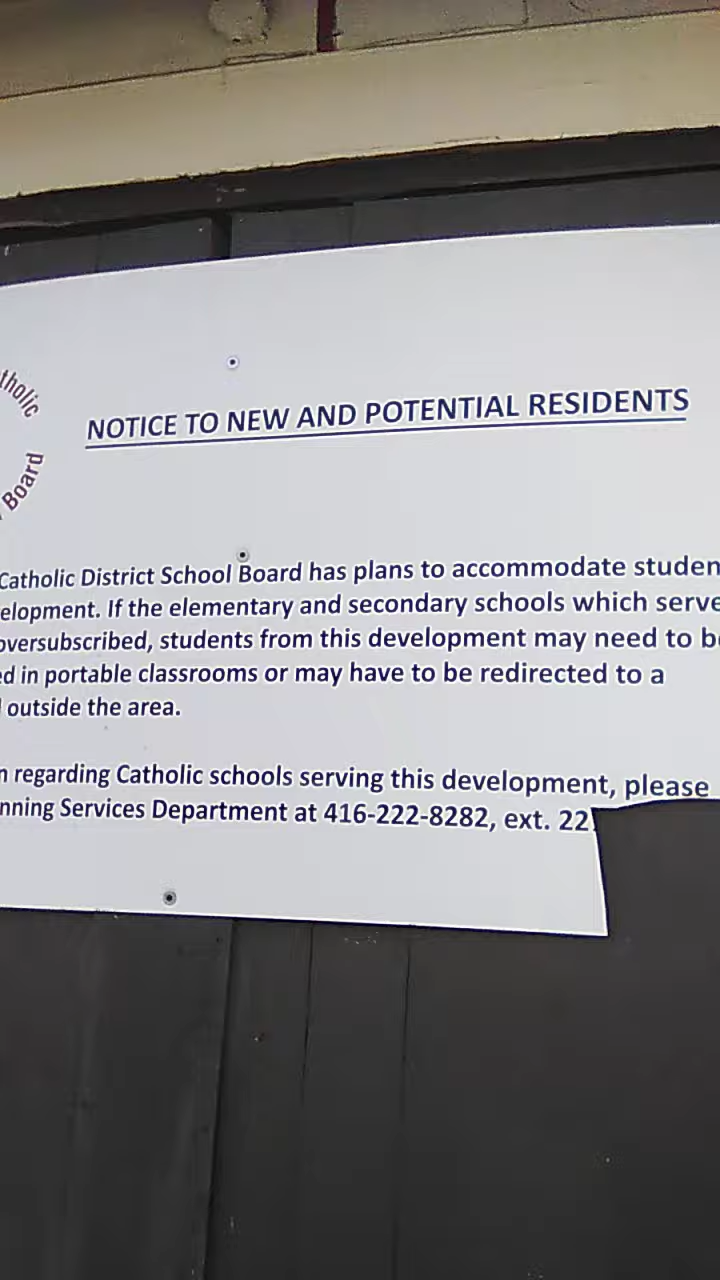 tholic
Board
NOTICE TO NEW AND POTENTIAL RESIDENTS
Catholic District School Board has plans to accommodate studen
elopment. If the elementary and secondary schools which serve
oversubscribed, students from this development may need to be
ed in portable classrooms or may have to be redirected to a
outside the area.
n regarding Catholic schools serving this development, please
nning Services Department at 416-222-8282, ext. 22